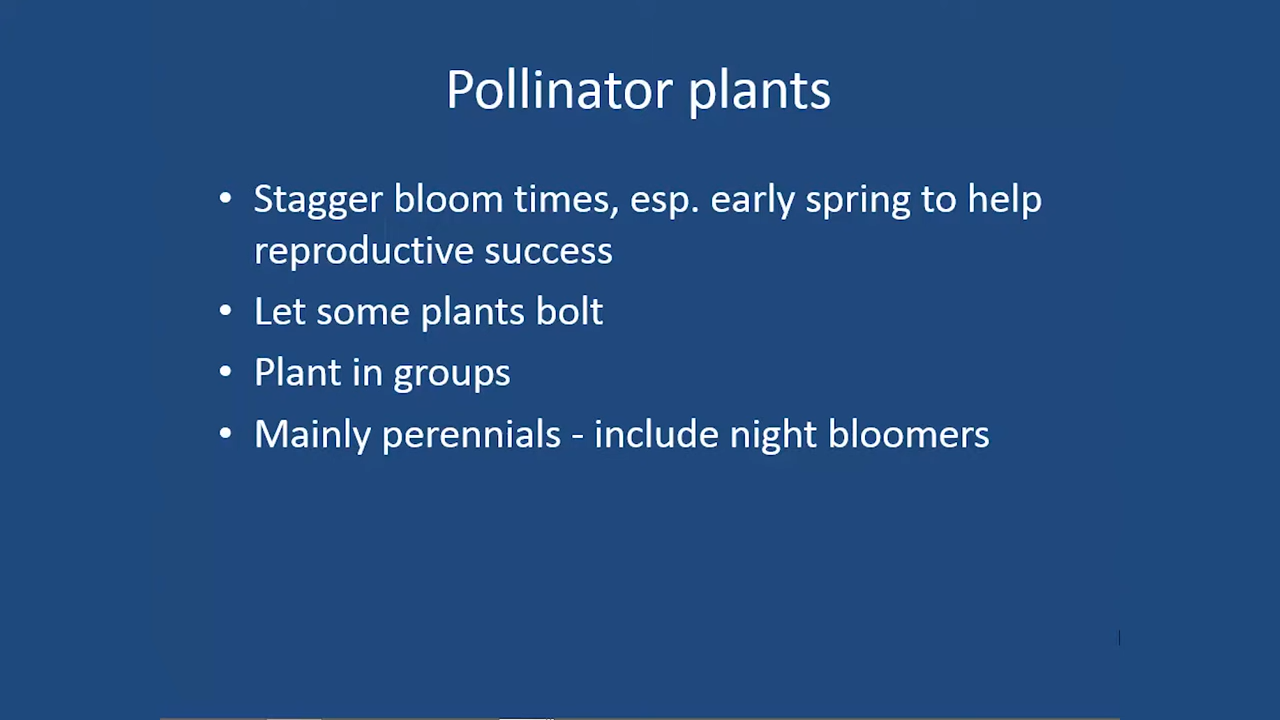 Pollinator plants
• Stagger bloom times, esp. early spring to help
reproductive success
• Let some plants bolt
• Plant in groups
• Mainly perennials - include night bloomers